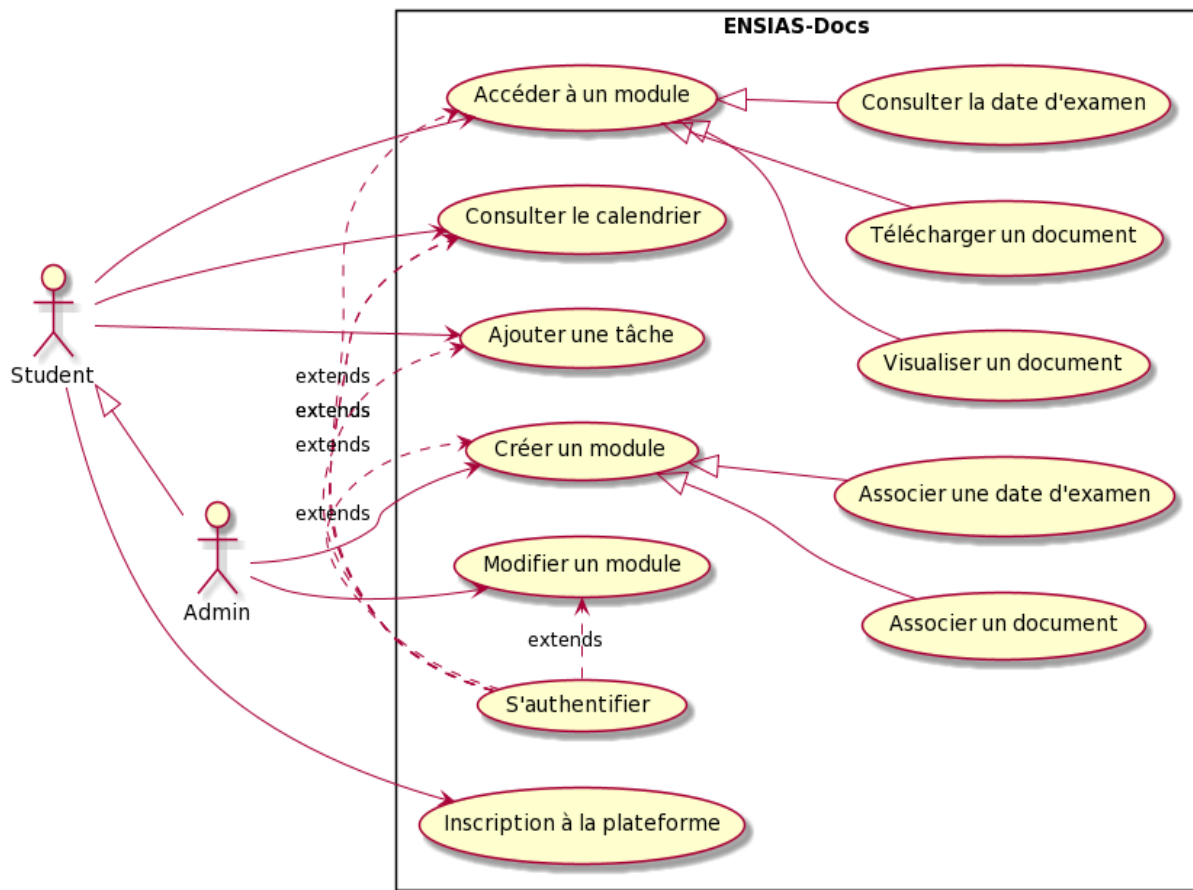 ENSIAS-Docs
Accéder à un module
Consulter la date d'examen
Consulter le calendrier
Télécharger un document
Ajouter une tâche
Visualiser un document
Student
extends
extends
extends
Créer un module
Associer une date d'examen
extends
Modifier un module
Admin
Associer un document
extends
S'authentifier
Inscription à la plateforme